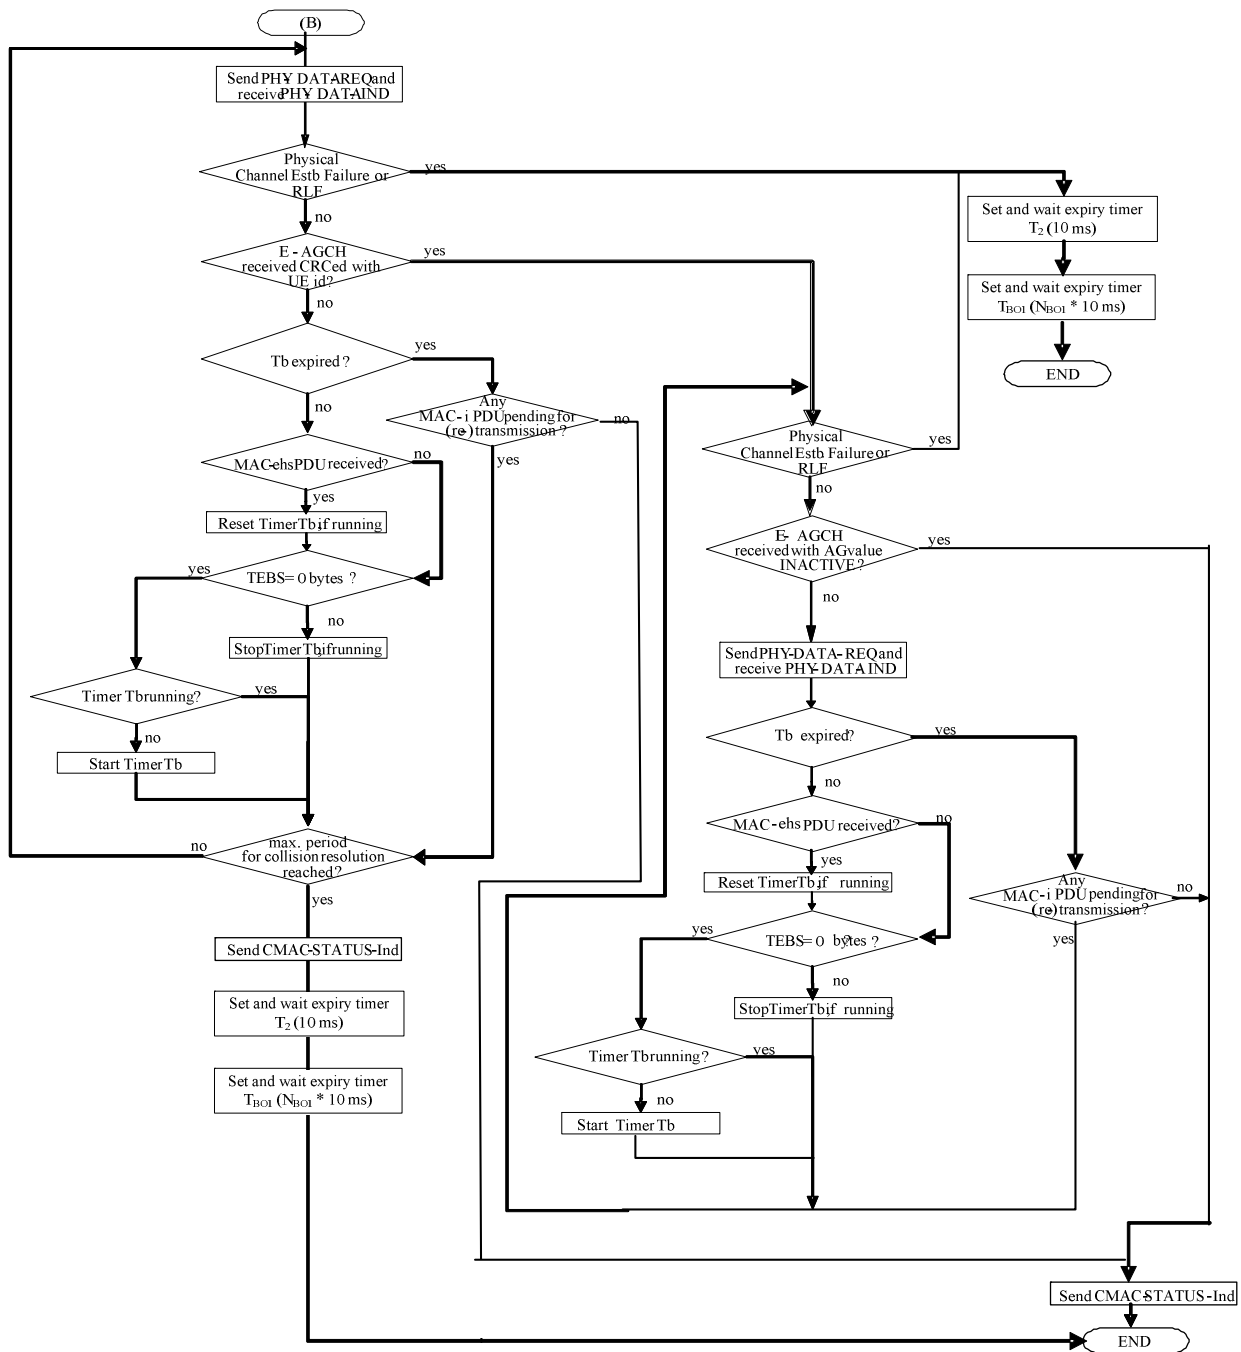 (B)
Send PHY DATA-REQ and
receive PHY DATA-IND
Physical
Channel Estb Failure or
RLF
yes
no
E - AGCH
received CRCed with
UE id?
yes
no
Tb expired ?
yes
no
Any
MAC- i PDU pending for
(re-) transmission ?
no
yes
MAC-ehs PDU received?
no
yes
Reset Timer Tb, if running
TEBS= 0 bytes ?
yes
no
Stop Timer Tb, if running
Timer Tb running?
yes
no
Start Timer Tb
max. period
for collision resolution
reached?
no
yes
Send CMAC-STATUS-Ind
Set and wait expiry timer
T2 (10 ms)
Set and wait expiry timer
TBO1 (NBO1 * 10 ms)
Set and wait expiry timer
T2 (10 ms)
Set and wait expiry timer
TBO1 (NBO1 * 10 ms)
END
Physical
Channel Estb Failure or
RLF
yes
no
E- AGCH
received with AG value
INACTIVE ?
yes
no
Send PHY-DATA- REQ and
receive PHY-DATA-IND
Tb expired?
yes
no
MAC-ehs PDU received?
no
yes
Reset Timer Tb, if running
Any
MAC- i PDU pending for
(re-) transmission?
no
yes
TEBS= 0 bytes ?
yes
no
Stop Timer Tb, if running
Timer Tb running ?
yes
no
Start Timer Tb
Send CMAC-STATUS -Ind
END